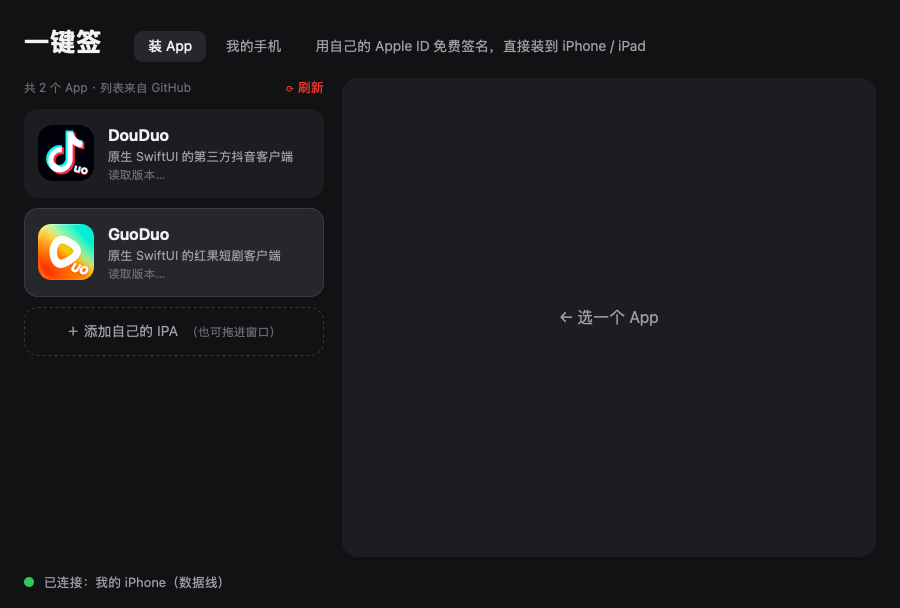 一键签
装 App
我的手机
用自己的 Apple ID 免费签名，直接装到 iPhone / iPad
共 2 个 App · 列表来自 GitHub
⟳ 刷新
uo
DouDuo
原生 SwiftUI 的第三方抖音客户端
读取版本...
uo
GuoDuo
原生 SwiftUI 的红果短剧客户端
读取版本...
+ 添加自己的 IPA （也可拖进窗口）
← 选一个 App
已连接：我的 iPhone（数据线）